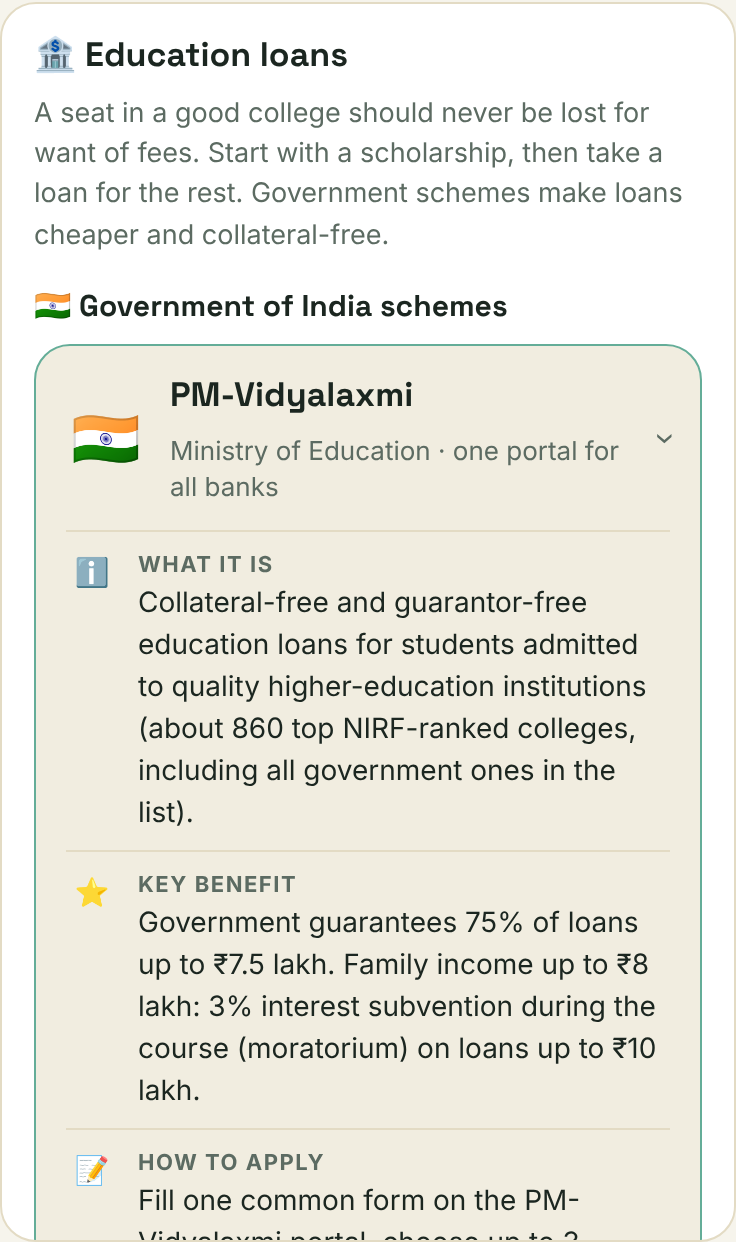 Education loans
A seat in a good college should never be lost for
want of fees. Start with a scholarship, then take a
loan for the rest. Government schemes make loans
cheaper and collateral-free.
Government of India schemes
PM-Vidyalaxmi
Ministry of Education · one portal for
all banks
WHAT IT IS
Collateral-free and guarantor-free
education loans for students admitted
to quality higher-education institutions
(about 860 top NIRF-ranked colleges,
including all government ones in the
list).
KEY BENEFIT
Government guarantees 75% of loans
up to ₹7.5 lakh. Family income up to ₹8
lakh: 3% interest subvention during the
course (moratorium) on loans up to ₹10
lakh.
HOW TO APPLY
Fill one common form on the PM-
Vidyalaxmi portal, choose up to 3